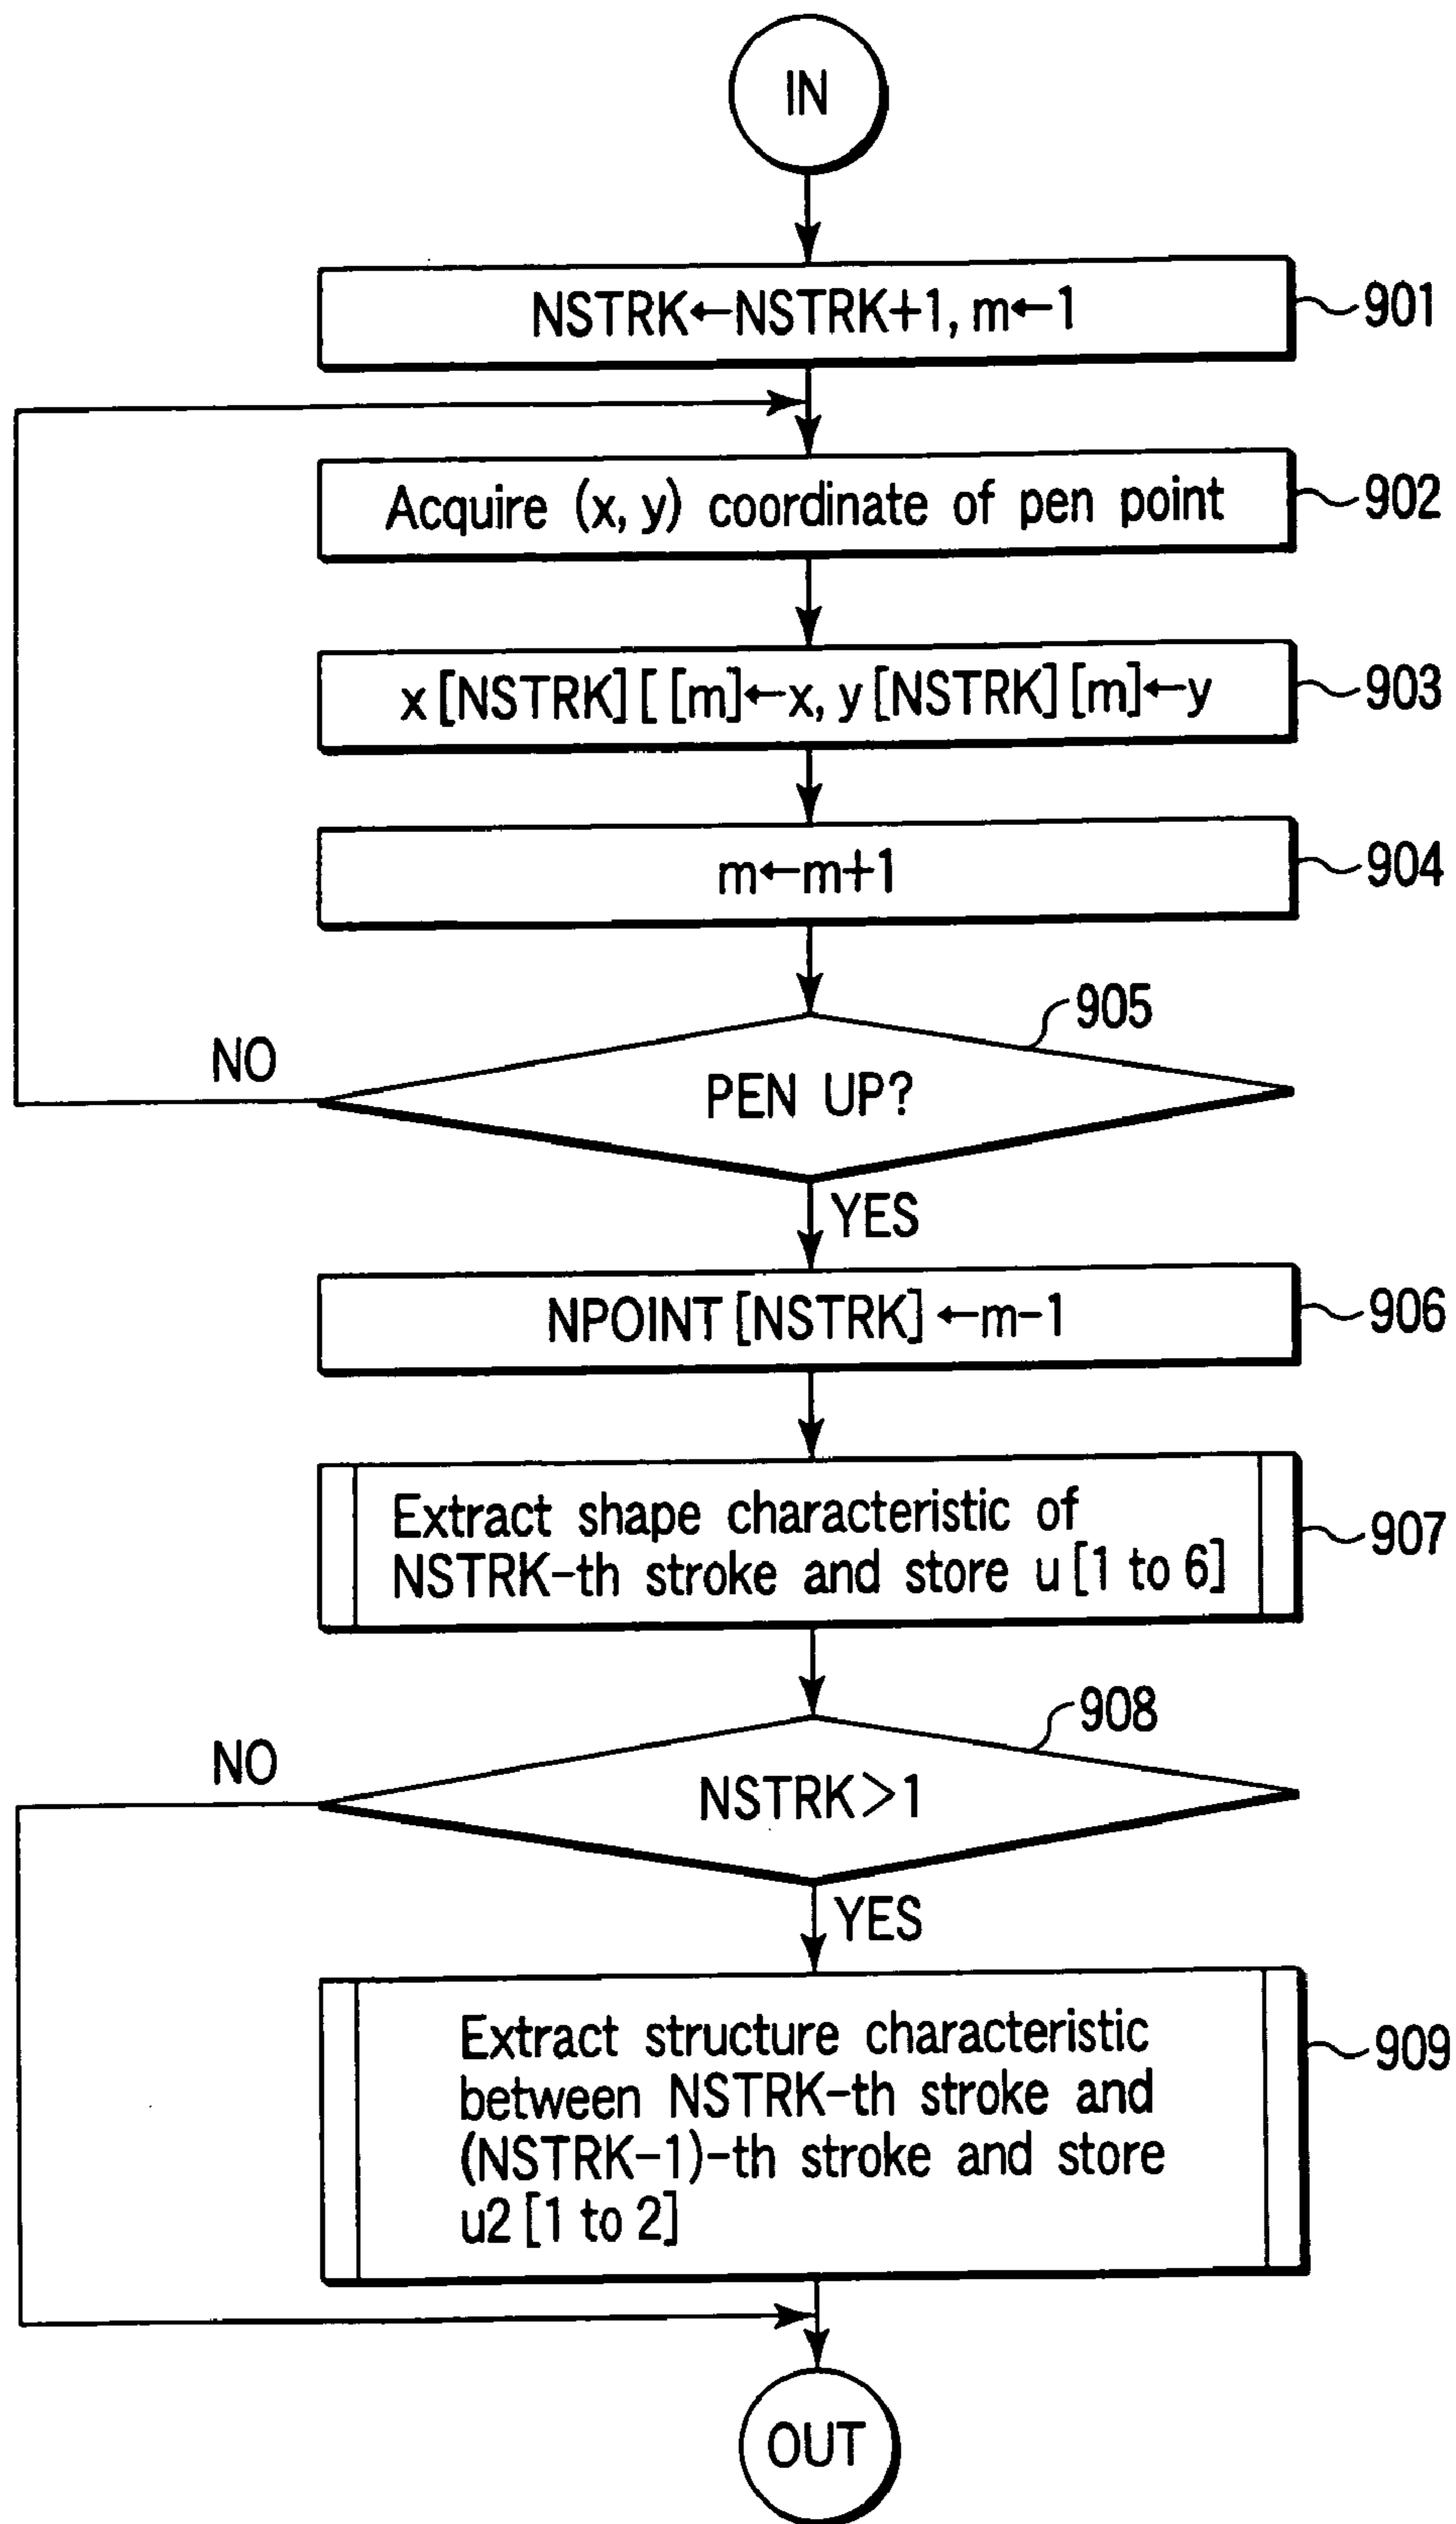 IN
NSTRK←NSTRK+1, m←1
901
Acquire (x, y) coordinate of pen point
902
x [NSTRK] [ [m]←x, y [NSTRK] [m]←y
903
m←m+1
904
905
NO
PEN UP?
YES
NPOINT [NSTRK] ←m-1
906
Extract shape characteristic of
NSTRK-th stroke and store u [1 to 6]
907
908
NO
NSTRK>1
YES
Extract structure characteristic
between NSTRK-th stroke and
(NSTRK-1)-th stroke and store
u2 [1 to 2]
909
OUT